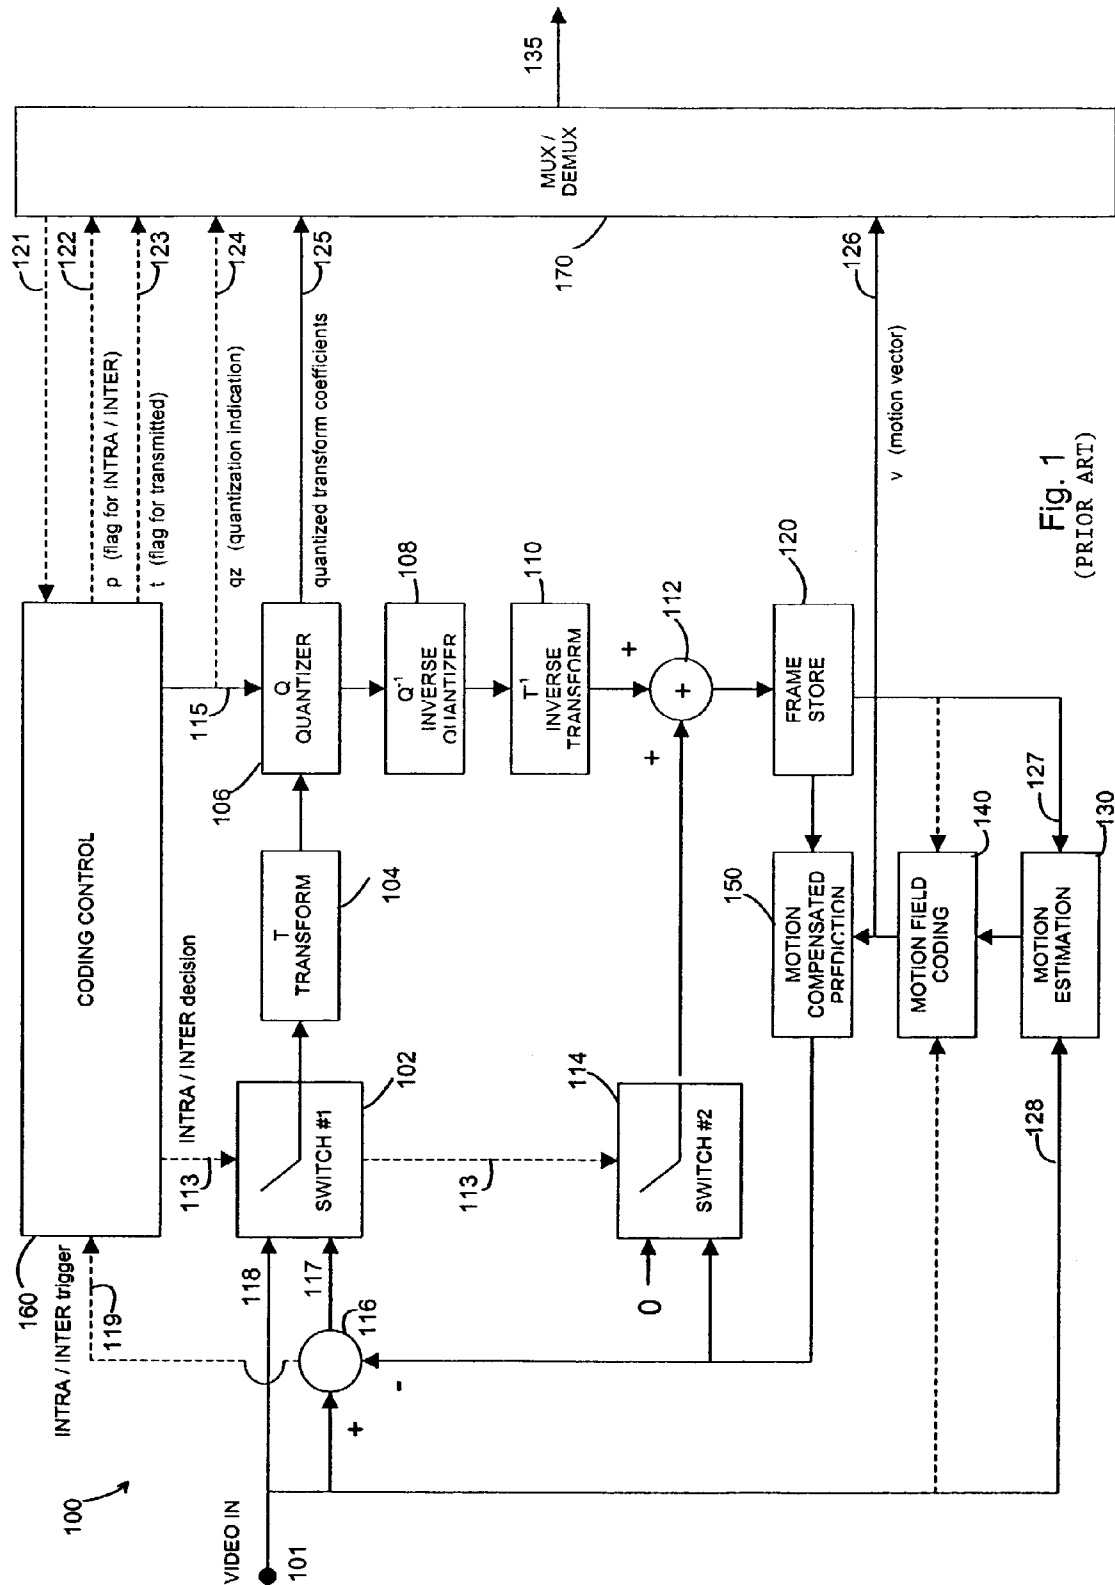 100
VIDEO IN
101
INTRA / INTER trigger
119
160
CODING CONTROL
121
122
p (flag for INTRA / INTER)
123
t (flag for transmitted)
124
qz (quantization indication)
125
quantized transform coefficients
113
INTRA / INTER decision
115
118
117
116
+
-
SWITCH #1
102
T
TRANSFORM
104
106
Q
QUANTIZER
Q⁻¹
INVERSE
QUANTIZER
108
T⁻¹
INVERSE
TRANSFORM
110
113
0
114
SWITCH #2
+
+
+
112
FRAME
STORE
120
150
MOTION
COMPENSATED
PREDICTION
MOTION FIELD
CODING
140
127
MOTION
ESTIMATION
130
128
v (motion vector)
126
170
MUX /
DEMUX
135
Fig. 1
(PRIOR ART)